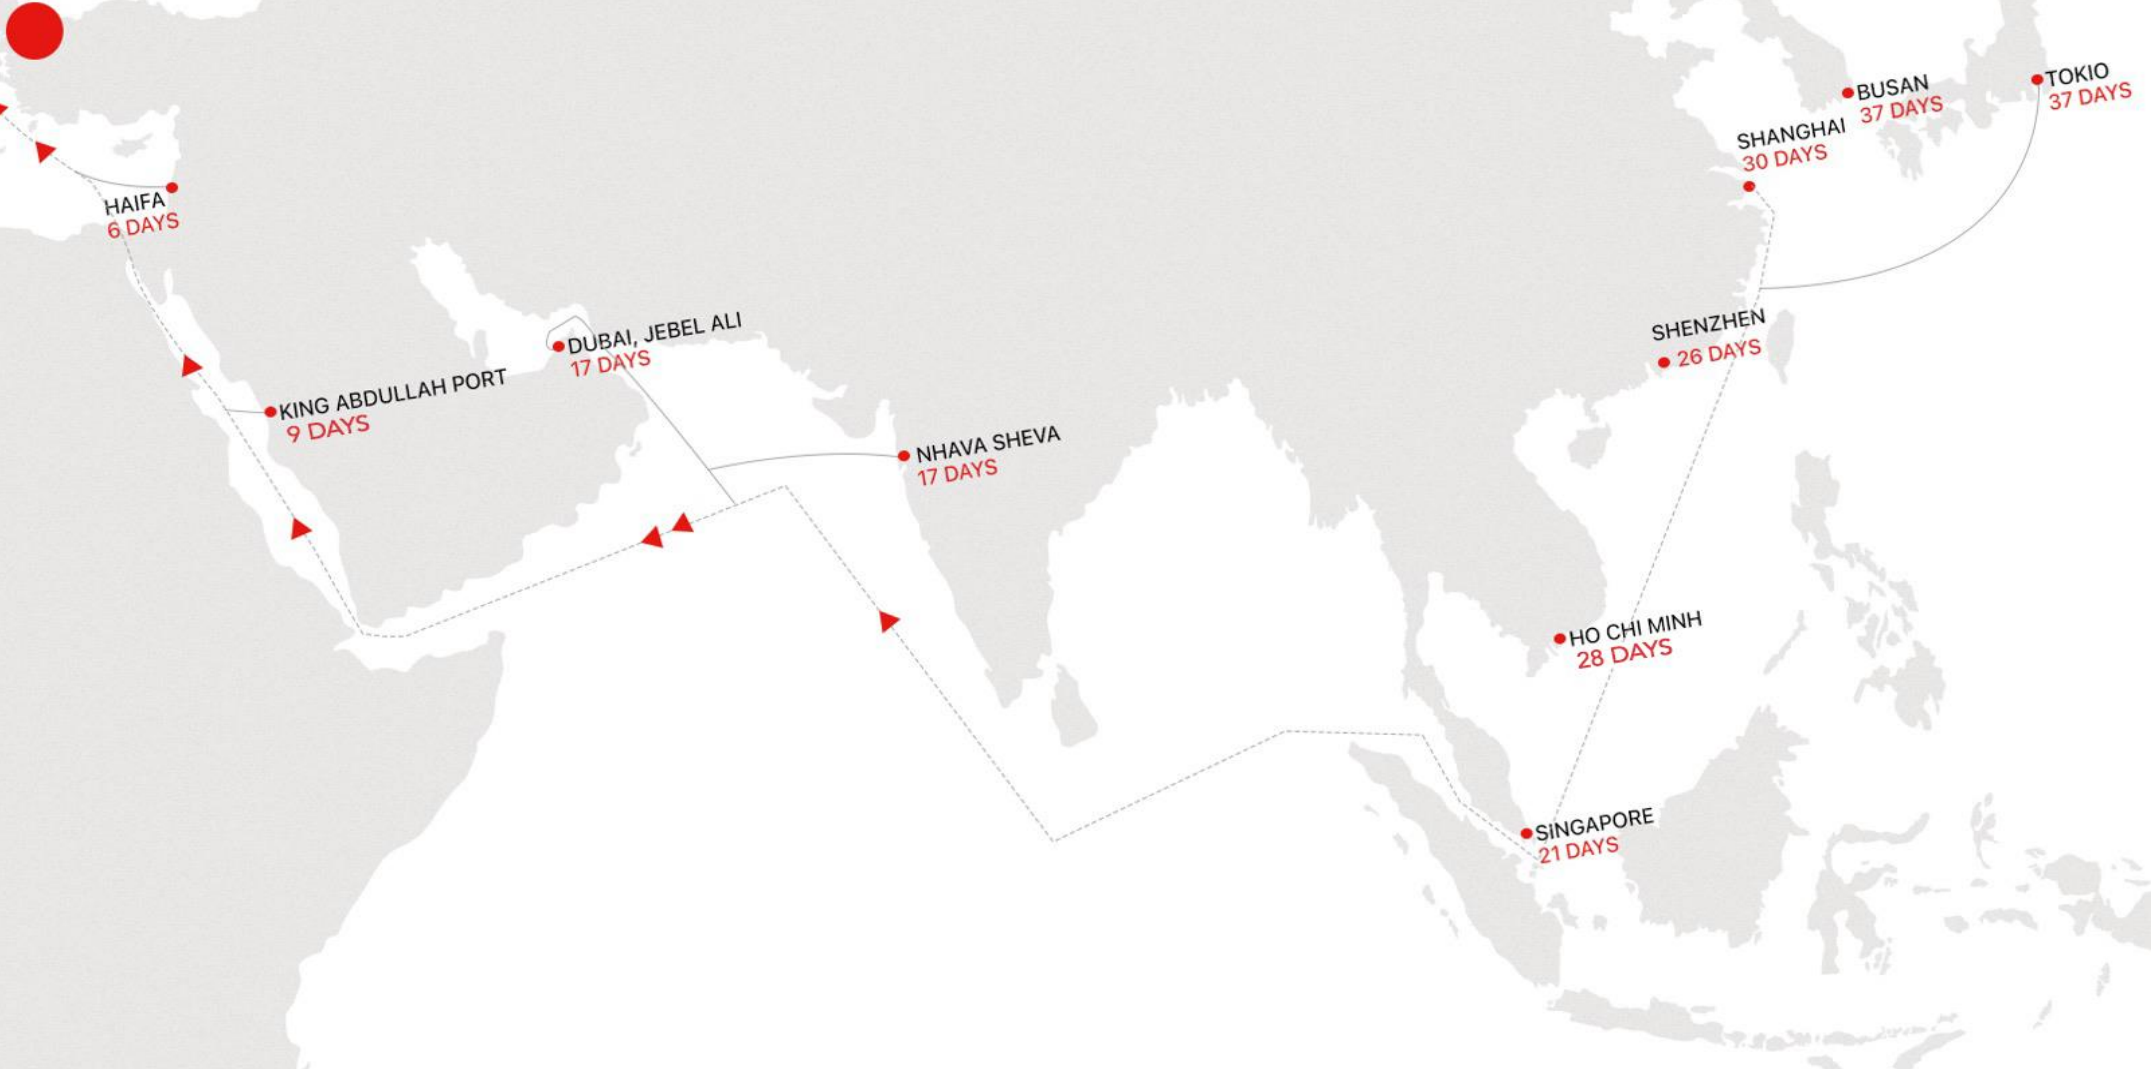 BUSAN
37 DAYS
TOKIO
37 DAYS
SHANGHAI
30 DAYS
HAIFA
6 DAYS
DUBAI, JEBEL ALI
17 DAYS
SHENZHEN
26 DAYS
KING ABDULLAH PORT
9 DAYS
NHAVA SHEVA
17 DAYS
HO CHI MINH
28 DAYS
SINGAPORE
21 DAYS